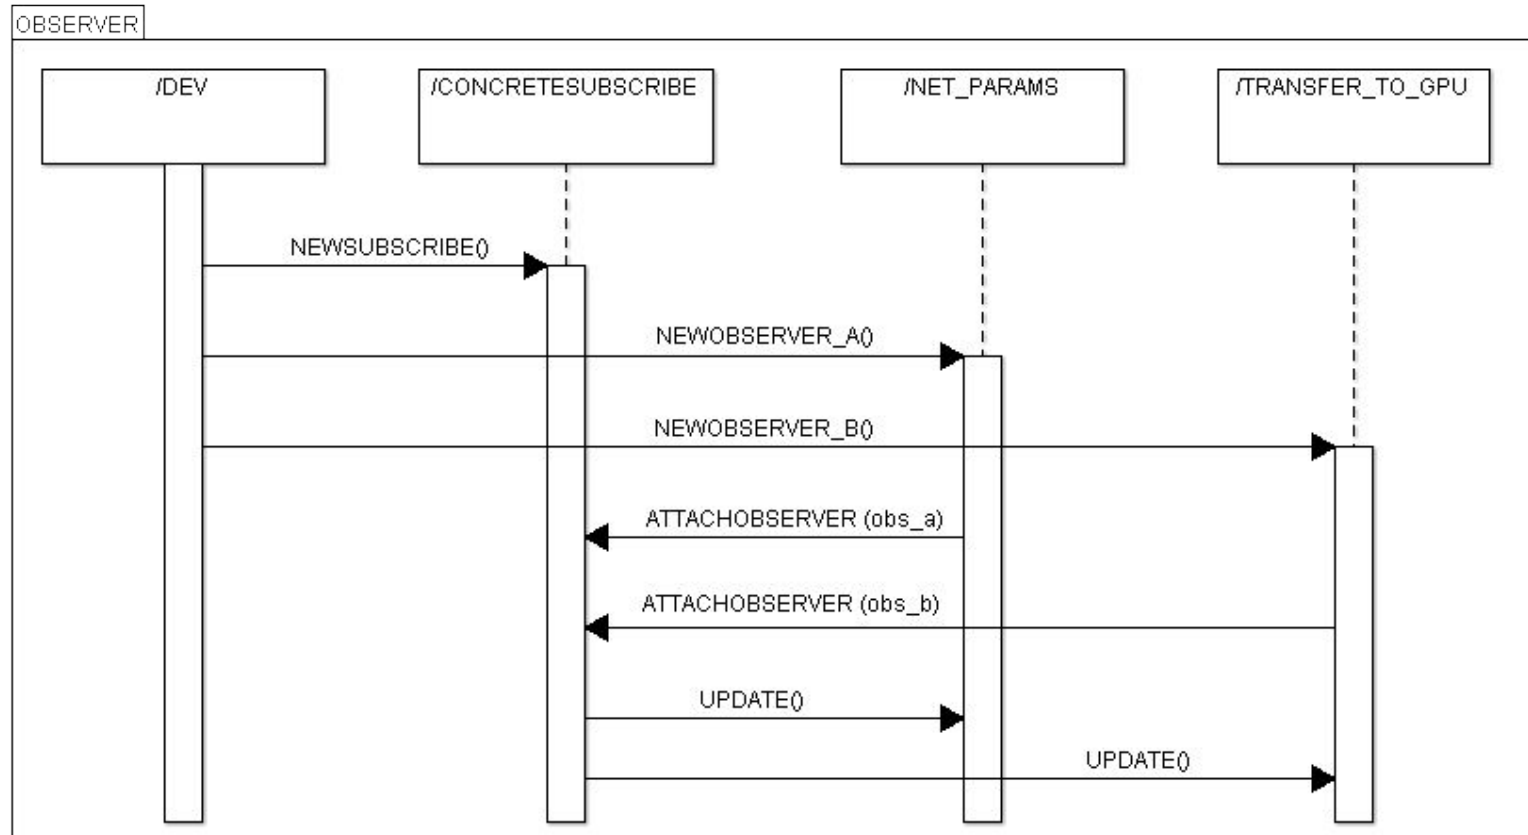 OBSERVER
/DEV
/CONCRETESUBSCRIBE
/NET_PARAMS
/TRANSFER_TO_GPU
NEWSUBSCRIBE()
NEWOBSERVER_A()
NEWOBSERVER_B()
ATTACHOBSERVER (obs_a)
ATTACHOBSERVER (obs_b)
UPDATE()
UPDATE()